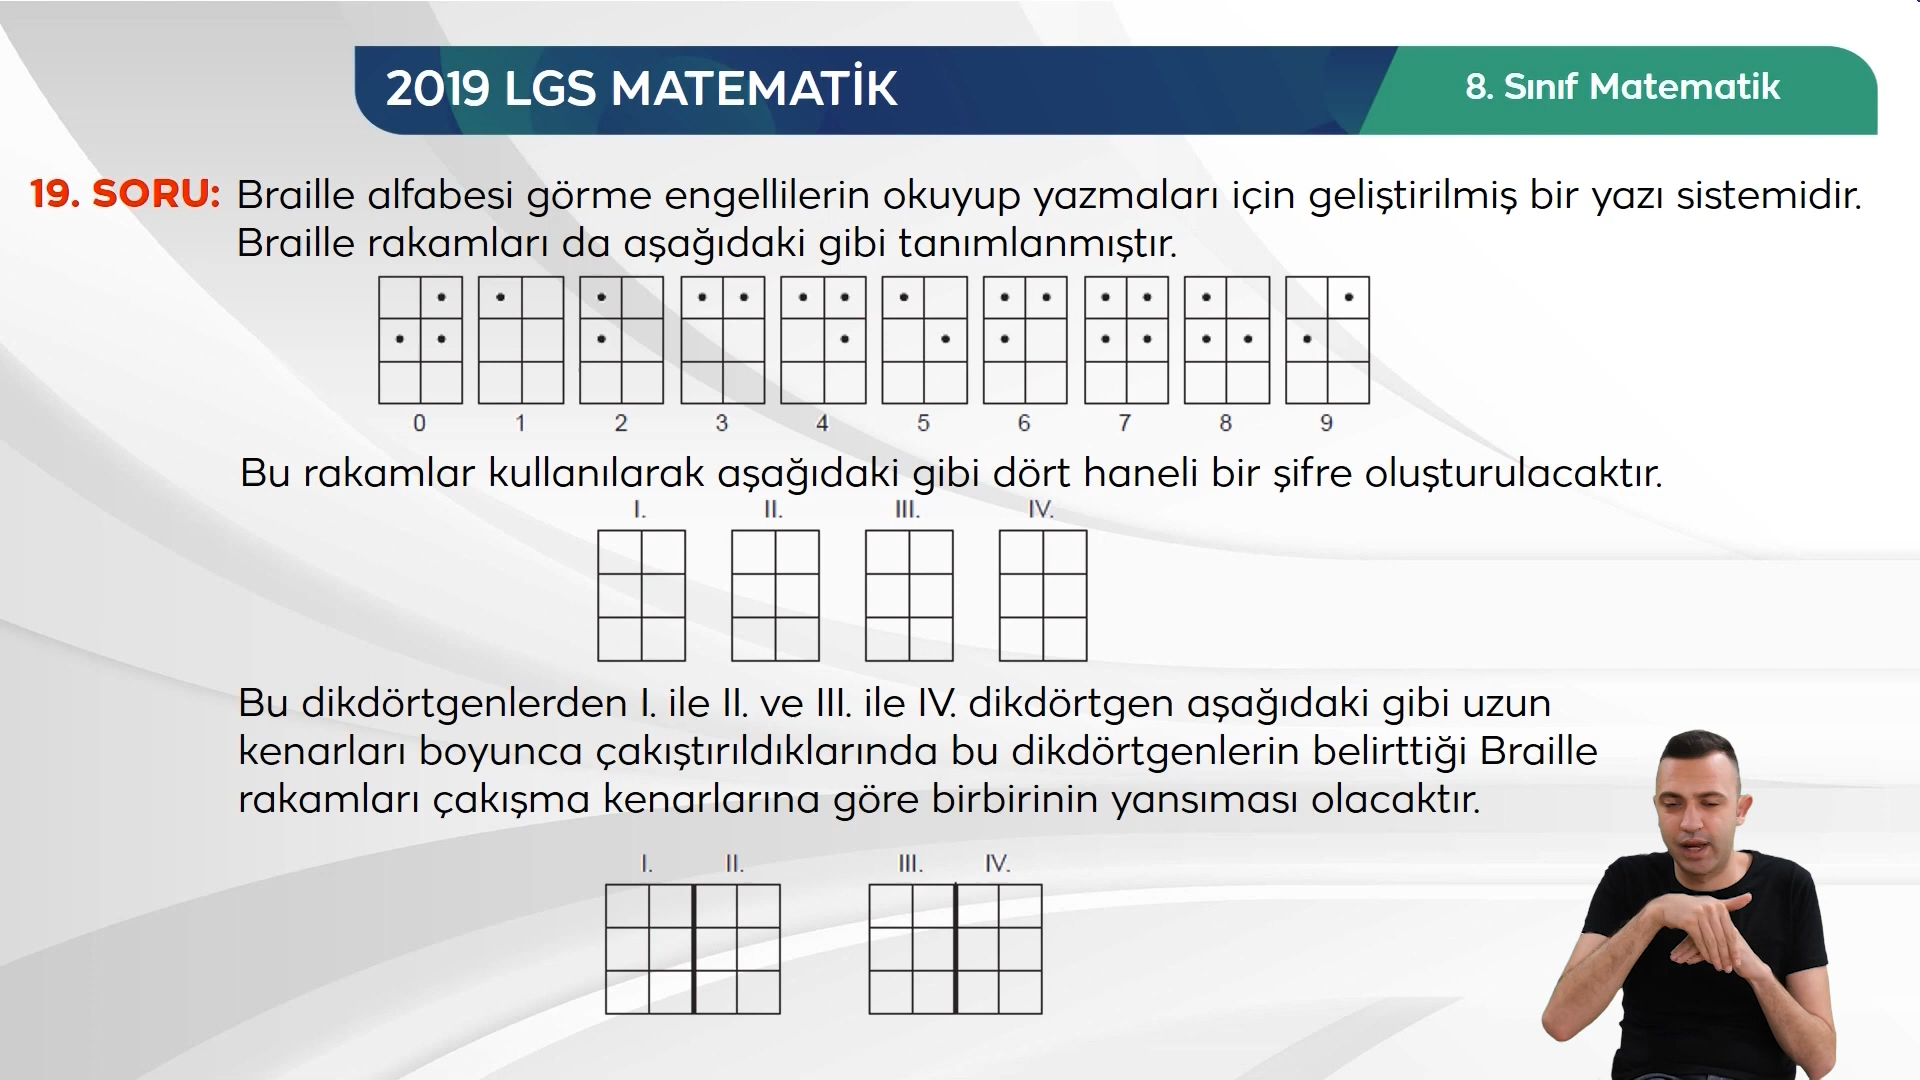 2019 LGS MATEMATİK
8. Sınıf Matematik
19. SORU: Braille alfabesi görme engellilerin okuyup yazmaları için geliştirilmiş bir yazı sistemidir.
Braille rakamları da aşağıdaki gibi tanımlanmıştır.
0 1 2 3 4 5 6 7 8 9
Bu rakamlar kullanılarak aşağıdaki gibi dört haneli bir şifre oluşturulacaktır.
I. II. III. IV.
Bu dikdörtgenlerden I. ile II. ve III. ile IV. dikdörtgen aşağıdaki gibi uzun
kenarları boyunca çakıştırıldıklarında bu dikdörtgenlerin belirttiği Braille
rakamları çakışma kenarlarına göre birbirinin yansıması olacaktır.
I. II. III. IV.